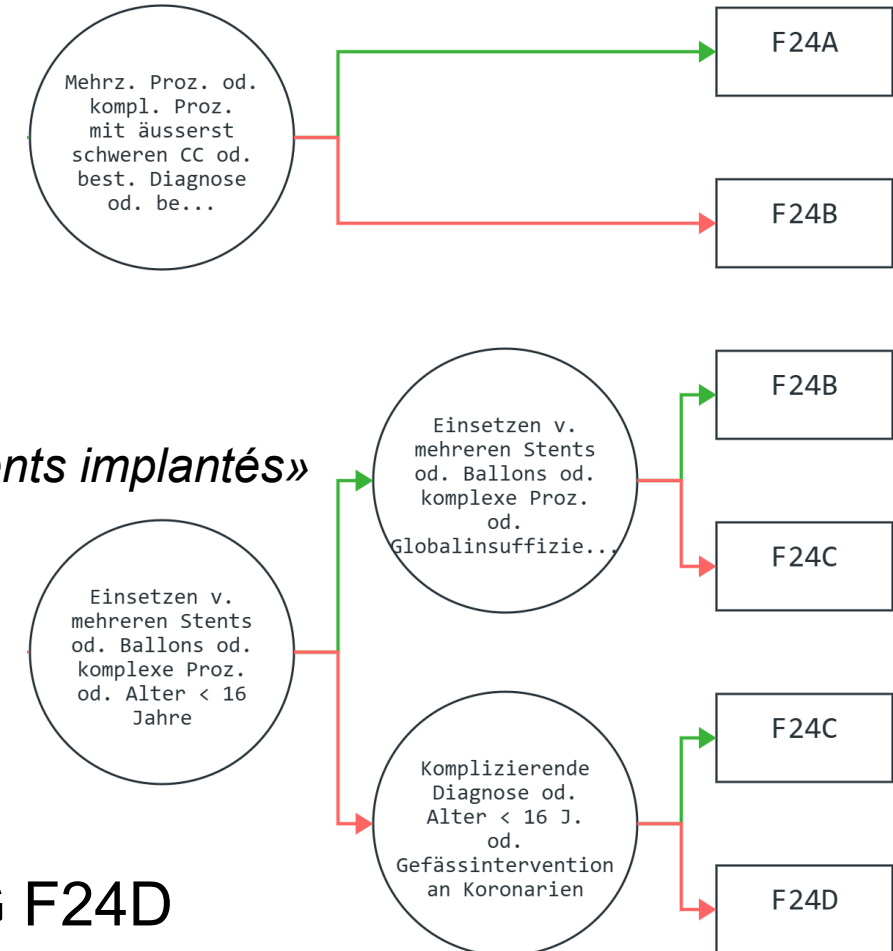 Mehrz. Proz. od.
kompl. Proz.
mit äusserst
schweren CC od.
best. Diagnose
od. be...
F24A
F24B
implantés»
Einsetzen v.
mehreren Stents
od. Ballons od.
komplexe Proz.
od.
Globalinsuffizie...
F24B
F24C
Einsetzen v.
mehreren Stents
od. Ballons od.
komplexe Proz.
od. Alter < 16
Jahre
Komplizierende
Diagnose od.
Alter < 16 J.
od.
Gefässintervention
an Koronarien
F24C
F24D
F24D